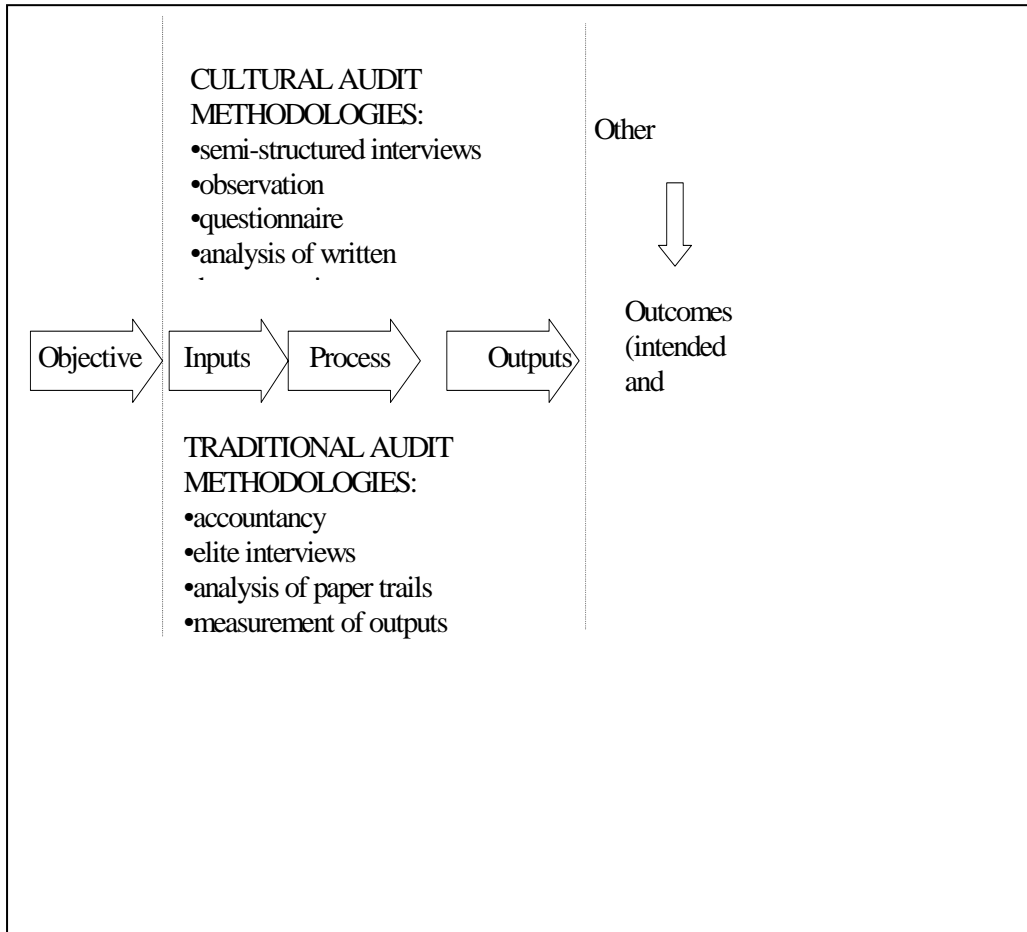 CULTURAL AUDIT
METHODOLOGIES:
•semi-structured interviews
•observation
•questionnaire
•analysis of written
Other
Objective
Inputs
Process
Outputs
Outcomes
(intended
and
TRADITIONAL AUDIT
METHODOLOGIES:
•accountancy
•elite interviews
•analysis of paper trails
•measurement of outputs